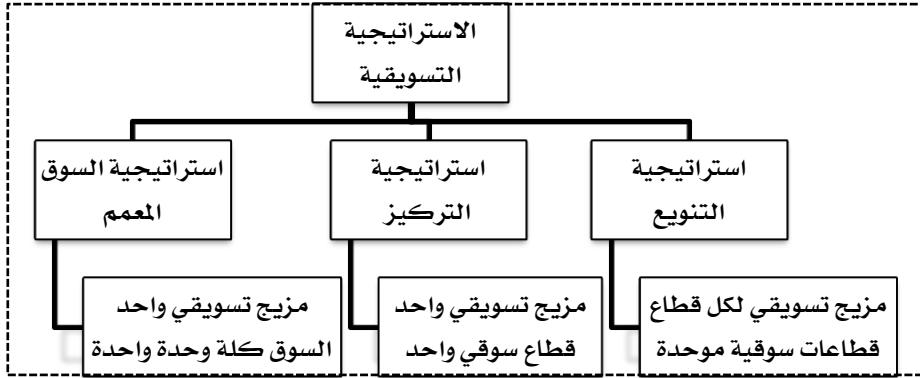 الاستراتيجية
التسويقية
استراتيجية
التنويع
استراتيجية
التركيز
استراتيجية السوق
المعمم
مزيج تسويقي لكل قطاع
قطاعات سوقية موحدة
مزيج تسويقي واحد
قطاع سوقي واحد
مزيج تسويقي واحد
السوق كلة وحدة واحدة